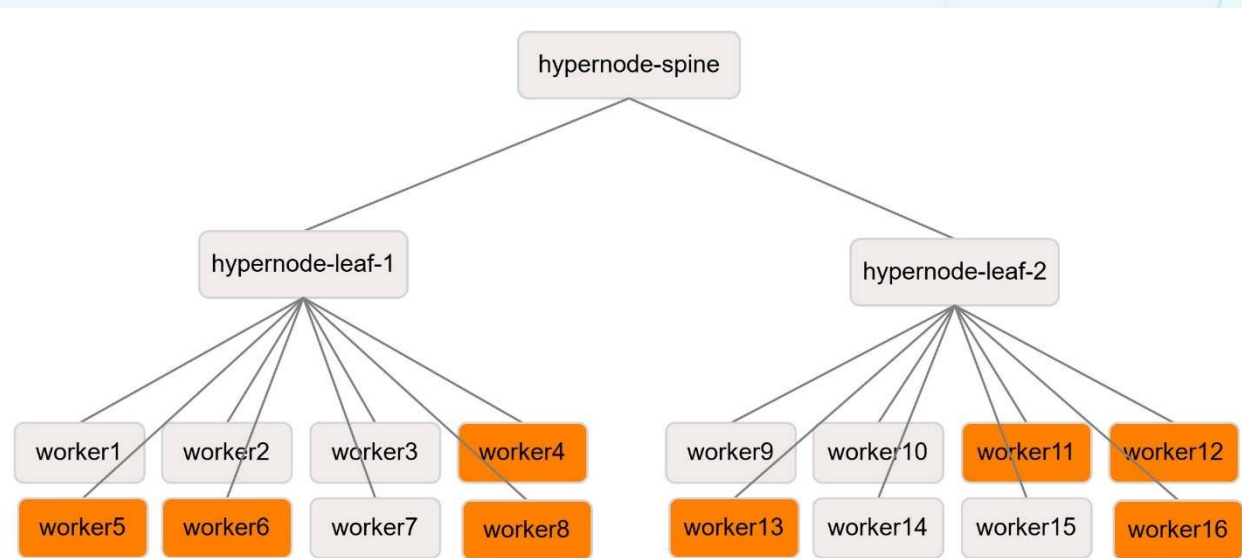 hypernode-spine
hypernode-leaf-1
hypernode-leaf-2
worker1
worker2
worker3
worker4
worker9
worker10
worker11
worker12
worker5
worker6
worker7
worker8
worker13
worker14
worker15
worker16